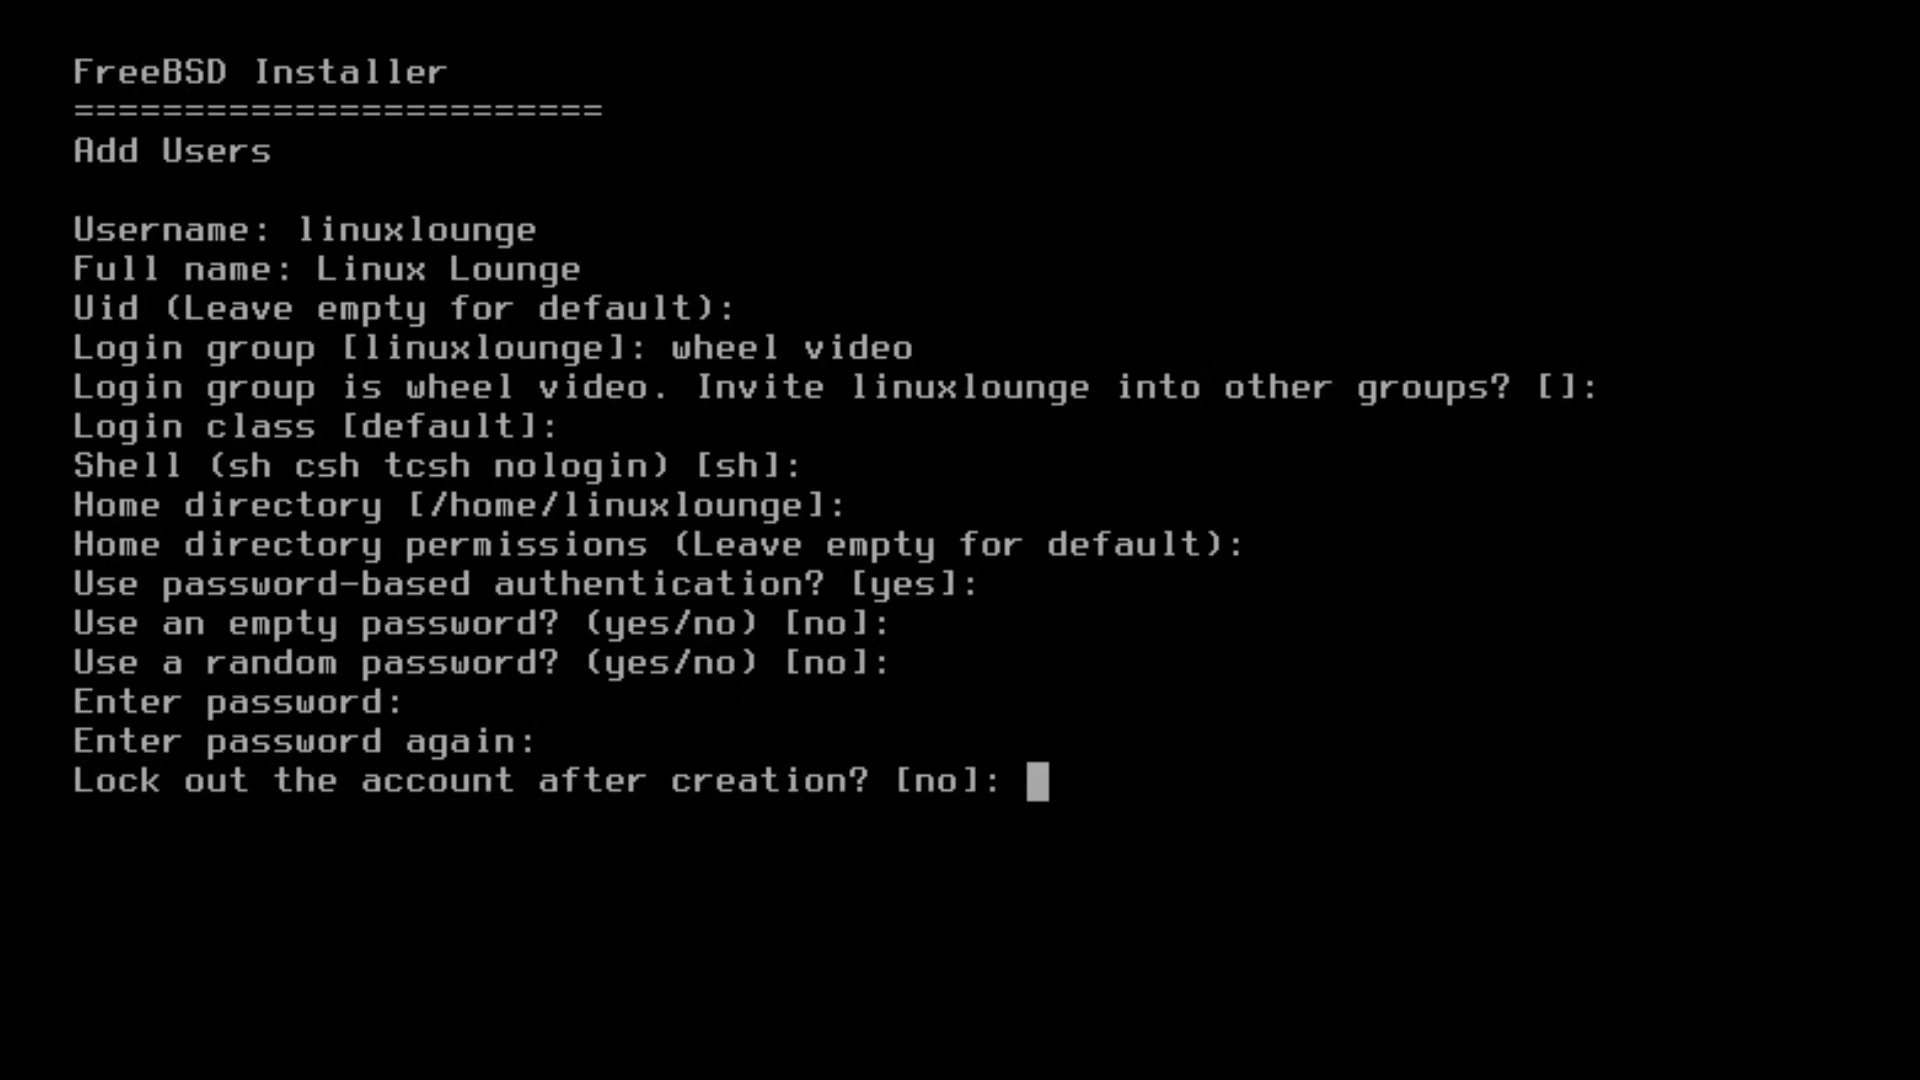 FreeBSD Installer
========================
Add Users
Username: linuxlounge
Full name: Linux Lounge
Uid (Leave empty for default):
Login group [linuxlounge]: wheel video
Login group is wheel video. Invite linuxlounge into other groups? []:
Login class [default]:
Shell (sh csh tcsh nologin) [sh]:
Home directory [/home/linuxlounge]:
Home directory permissions (Leave empty for default):
Use password-based authentication? [yes]:
Use an empty password? (yes/no) [no]:
Use a random password? (yes/no) [no]:
Enter password:
Enter password again:
Lock out the account after creation? [no]: